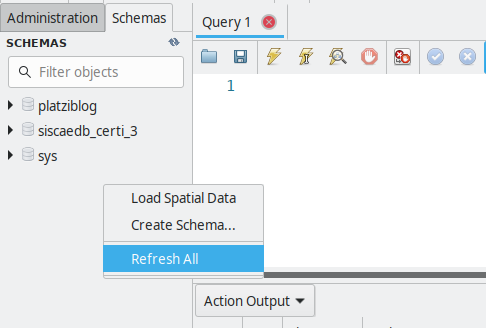 Administration Schemas
Query 1
SCHEMAS
Filter objects
1
platziblog
siscaedb_certi_3
sys
Load Spatial Data
Create Schema...
Refresh All
Action Output